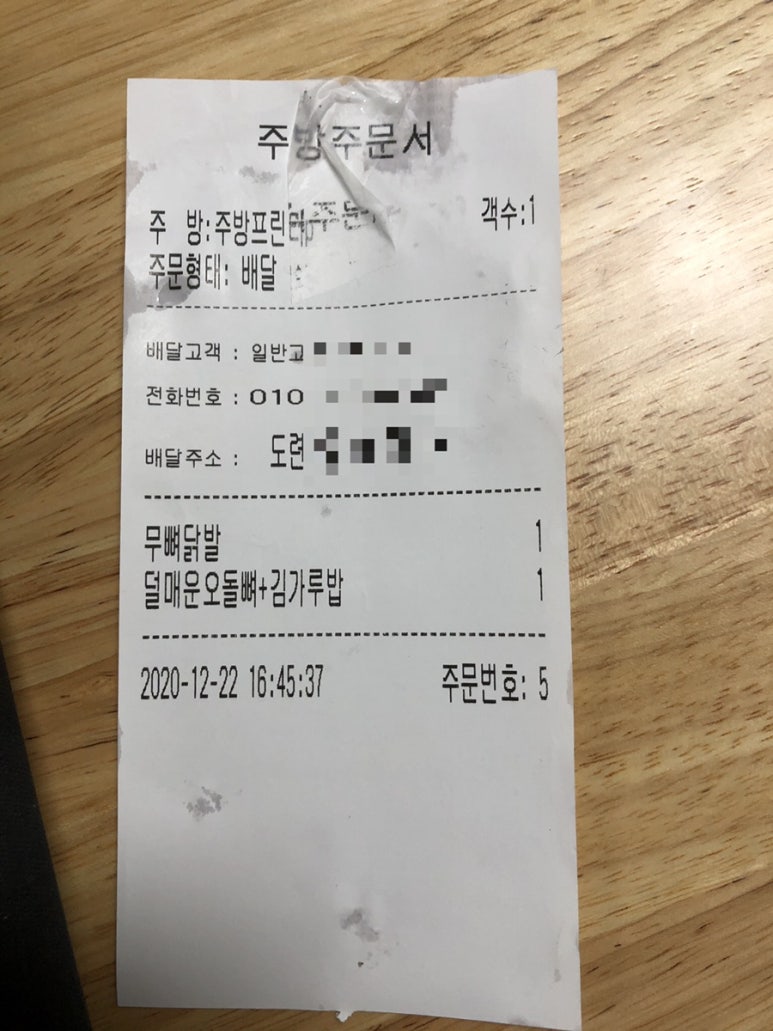 주방주문서
주 방:주방프린터 객수:1
주문형태: 배달
배달고객 : 일반고
전화번호 : 010
배달주소 : 도련
무뼈닭발 1
덜매운오돌뼈+김가루밥 1
2020-12-22 16:45:37 주문번호: 5